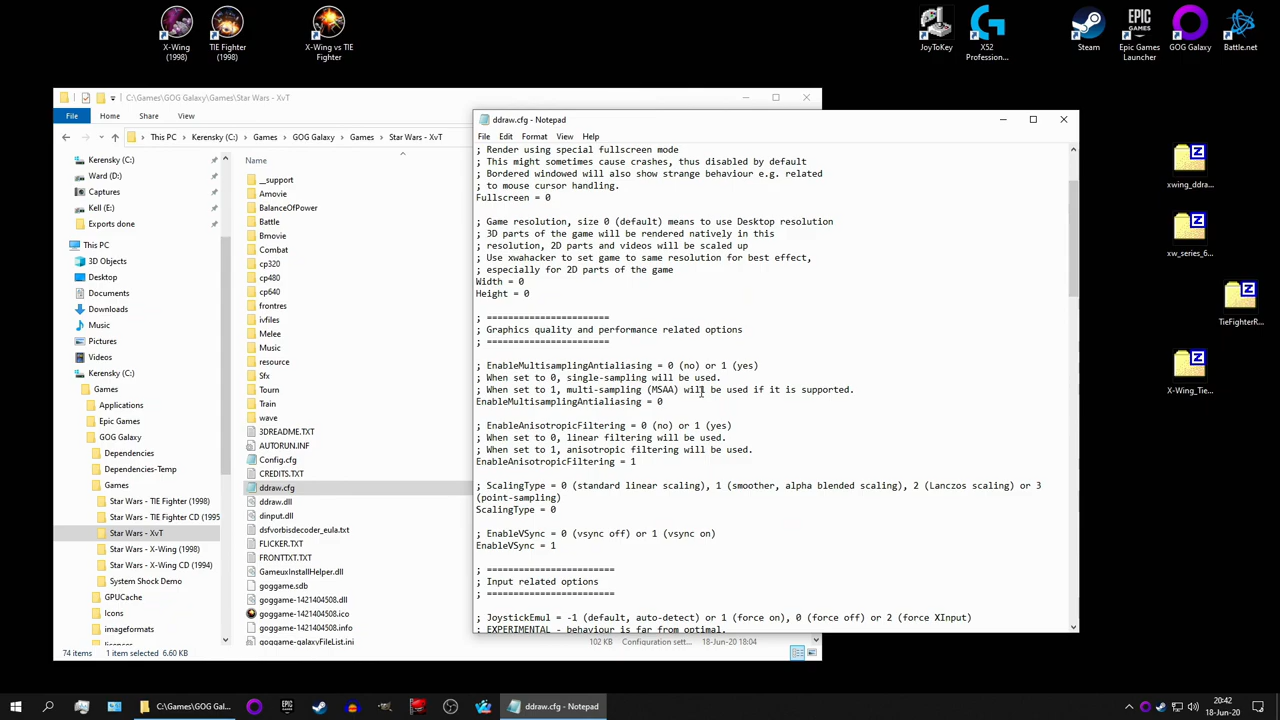 X-Wing
(1998)
TIE Fighter
(1998)
X-Wing vs TIE
Fighter
JoyToKey
X52
Profession...
Steam
Epic Games
Launcher
GOG Galaxy
Battle.net
C:\Games\GOG Galaxy\Games\Star Wars - XvT
File
Home
Share
View
This PC
Kerensky (C:)
Games
GOG Galaxy
Games
Star Wars - XvT
Kerensky (C:)
Ward (D:)
Captures
Kell (E:)
Exports done
This PC
3D Objects
Desktop
Documents
Downloads
Music
Pictures
Videos
Kerensky (C:)
Games
Applications
Epic Games
GOG Galaxy
Dependencies
Dependencies-Temp
Games
Star Wars - TIE Fighter (1998)
Star Wars - TIE Fighter CD (1995
Star Wars - XvT
Star Wars - X-Wing (1998)
Star Wars - X-Wing CD (1994)
System Shock Demo
GPUCache
Icons
imageformats
licenses
Name
__support
Amovie
BalanceOfPower
Battle
Bmovie
Combat
cp320
cp480
cp640
frontres
ivfiles
Melee
Music
resource
Sfx
Tourn
Train
wave
3DREADME.TXT
AUTORUN.INF
Config.cfg
CREDITS.TXT
ddraw.cfg
ddraw.dll
dinput.dll
dsfvorbisdecoder_eula.txt
FLICKER.TXT
FRONTTXT.TXT
GameuxInstallHelper.dll
goggame.sdb
goggame-1421404508.dll
goggame-1421404508.ico
goggame-1421404508.info
goggame-galaxyFileList.ini
102 KB
Configuration sett...
18-Jun-20 18:04
74 items
1 item selected 6.60 KB
ddraw.cfg - Notepad
File
Edit
Format
View
Help
; Render using special fullscreen mode
; This might sometimes cause crashes, thus disabled by default
; Bordered windowed will also show strange behaviour e.g. related
; to mouse cursor handling.
Fullscreen = 0
; Game resolution, size 0 (default) means to use Desktop resolution
; 3D parts of the game will be rendered natively in this
; resolution, 2D parts and videos will be scaled up
; Use xwahacker to set game to same resolution for best effect,
; especially for 2D parts of the game
Width = 0
Height = 0
; =======================
; Graphics quality and performance related options
; =======================
; EnableMultisamplingAntialiasing = 0 (no) or 1 (yes)
; When set to 0, single-sampling will be used.
; When set to 1, multi-sampling (MSAA) will be used if it is supported.
EnableMultisamplingAntialiasing = 0
; EnableAnisotropicFiltering = 0 (no) or 1 (yes)
; When set to 0, linear filtering will be used.
; When set to 1, anisotropic filtering will be used.
EnableAnisotropicFiltering = 1
; ScalingType = 0 (standard linear scaling), 1 (smoother, alpha blended scaling), 2 (Lanczos scaling) or 3
(point-sampling)
ScalingType = 0
; EnableVSync = 0 (vsync off) or 1 (vsync on)
EnableVSync = 1
; ========================
; Input related options
; ========================
; JoystickEmul = -1 (default, auto-detect) or 1 (force on), 0 (force off) or 2 (force XInput)
; EXPERIMENTAL - behaviour is far from optimal.
xwing_ddra...
xw_series_6...
TieFighterR...
X-Wing_Tie...
C:\Games\GOG Gal...
EPIC
ddraw.cfg - Notepad
20:42
18-Jun-20